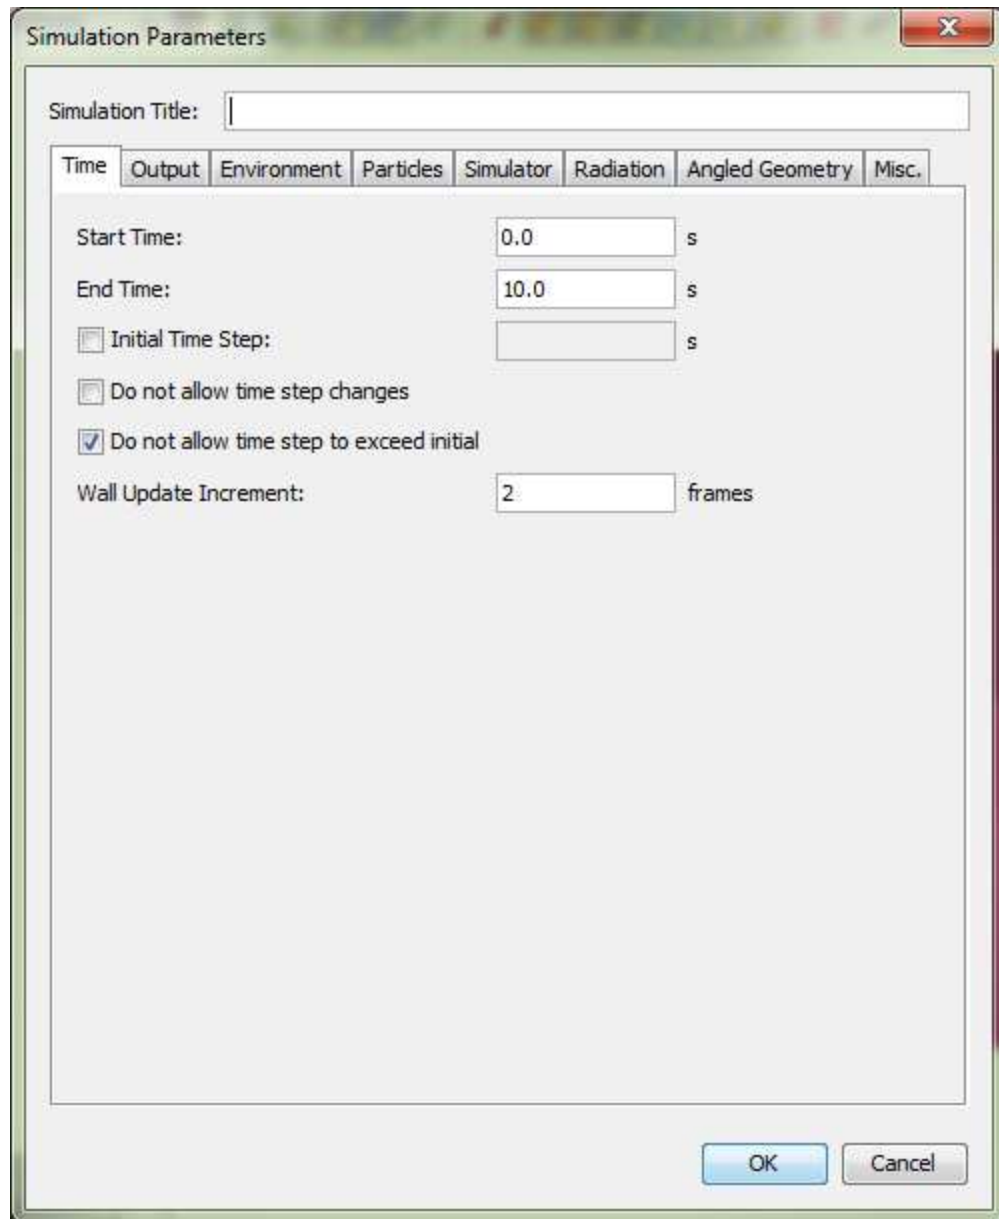 Simulation Parameters
Simulation Title:
Time Output Environment Particles Simulator Radiation Angled Geometry Misc.
Start Time: 0.0 s
End Time: 10.0 s
Initial Time Step: s
Do not allow time step changes
Do not allow time step to exceed initial
Wall Update Increment: 2 frames
OK Cancel